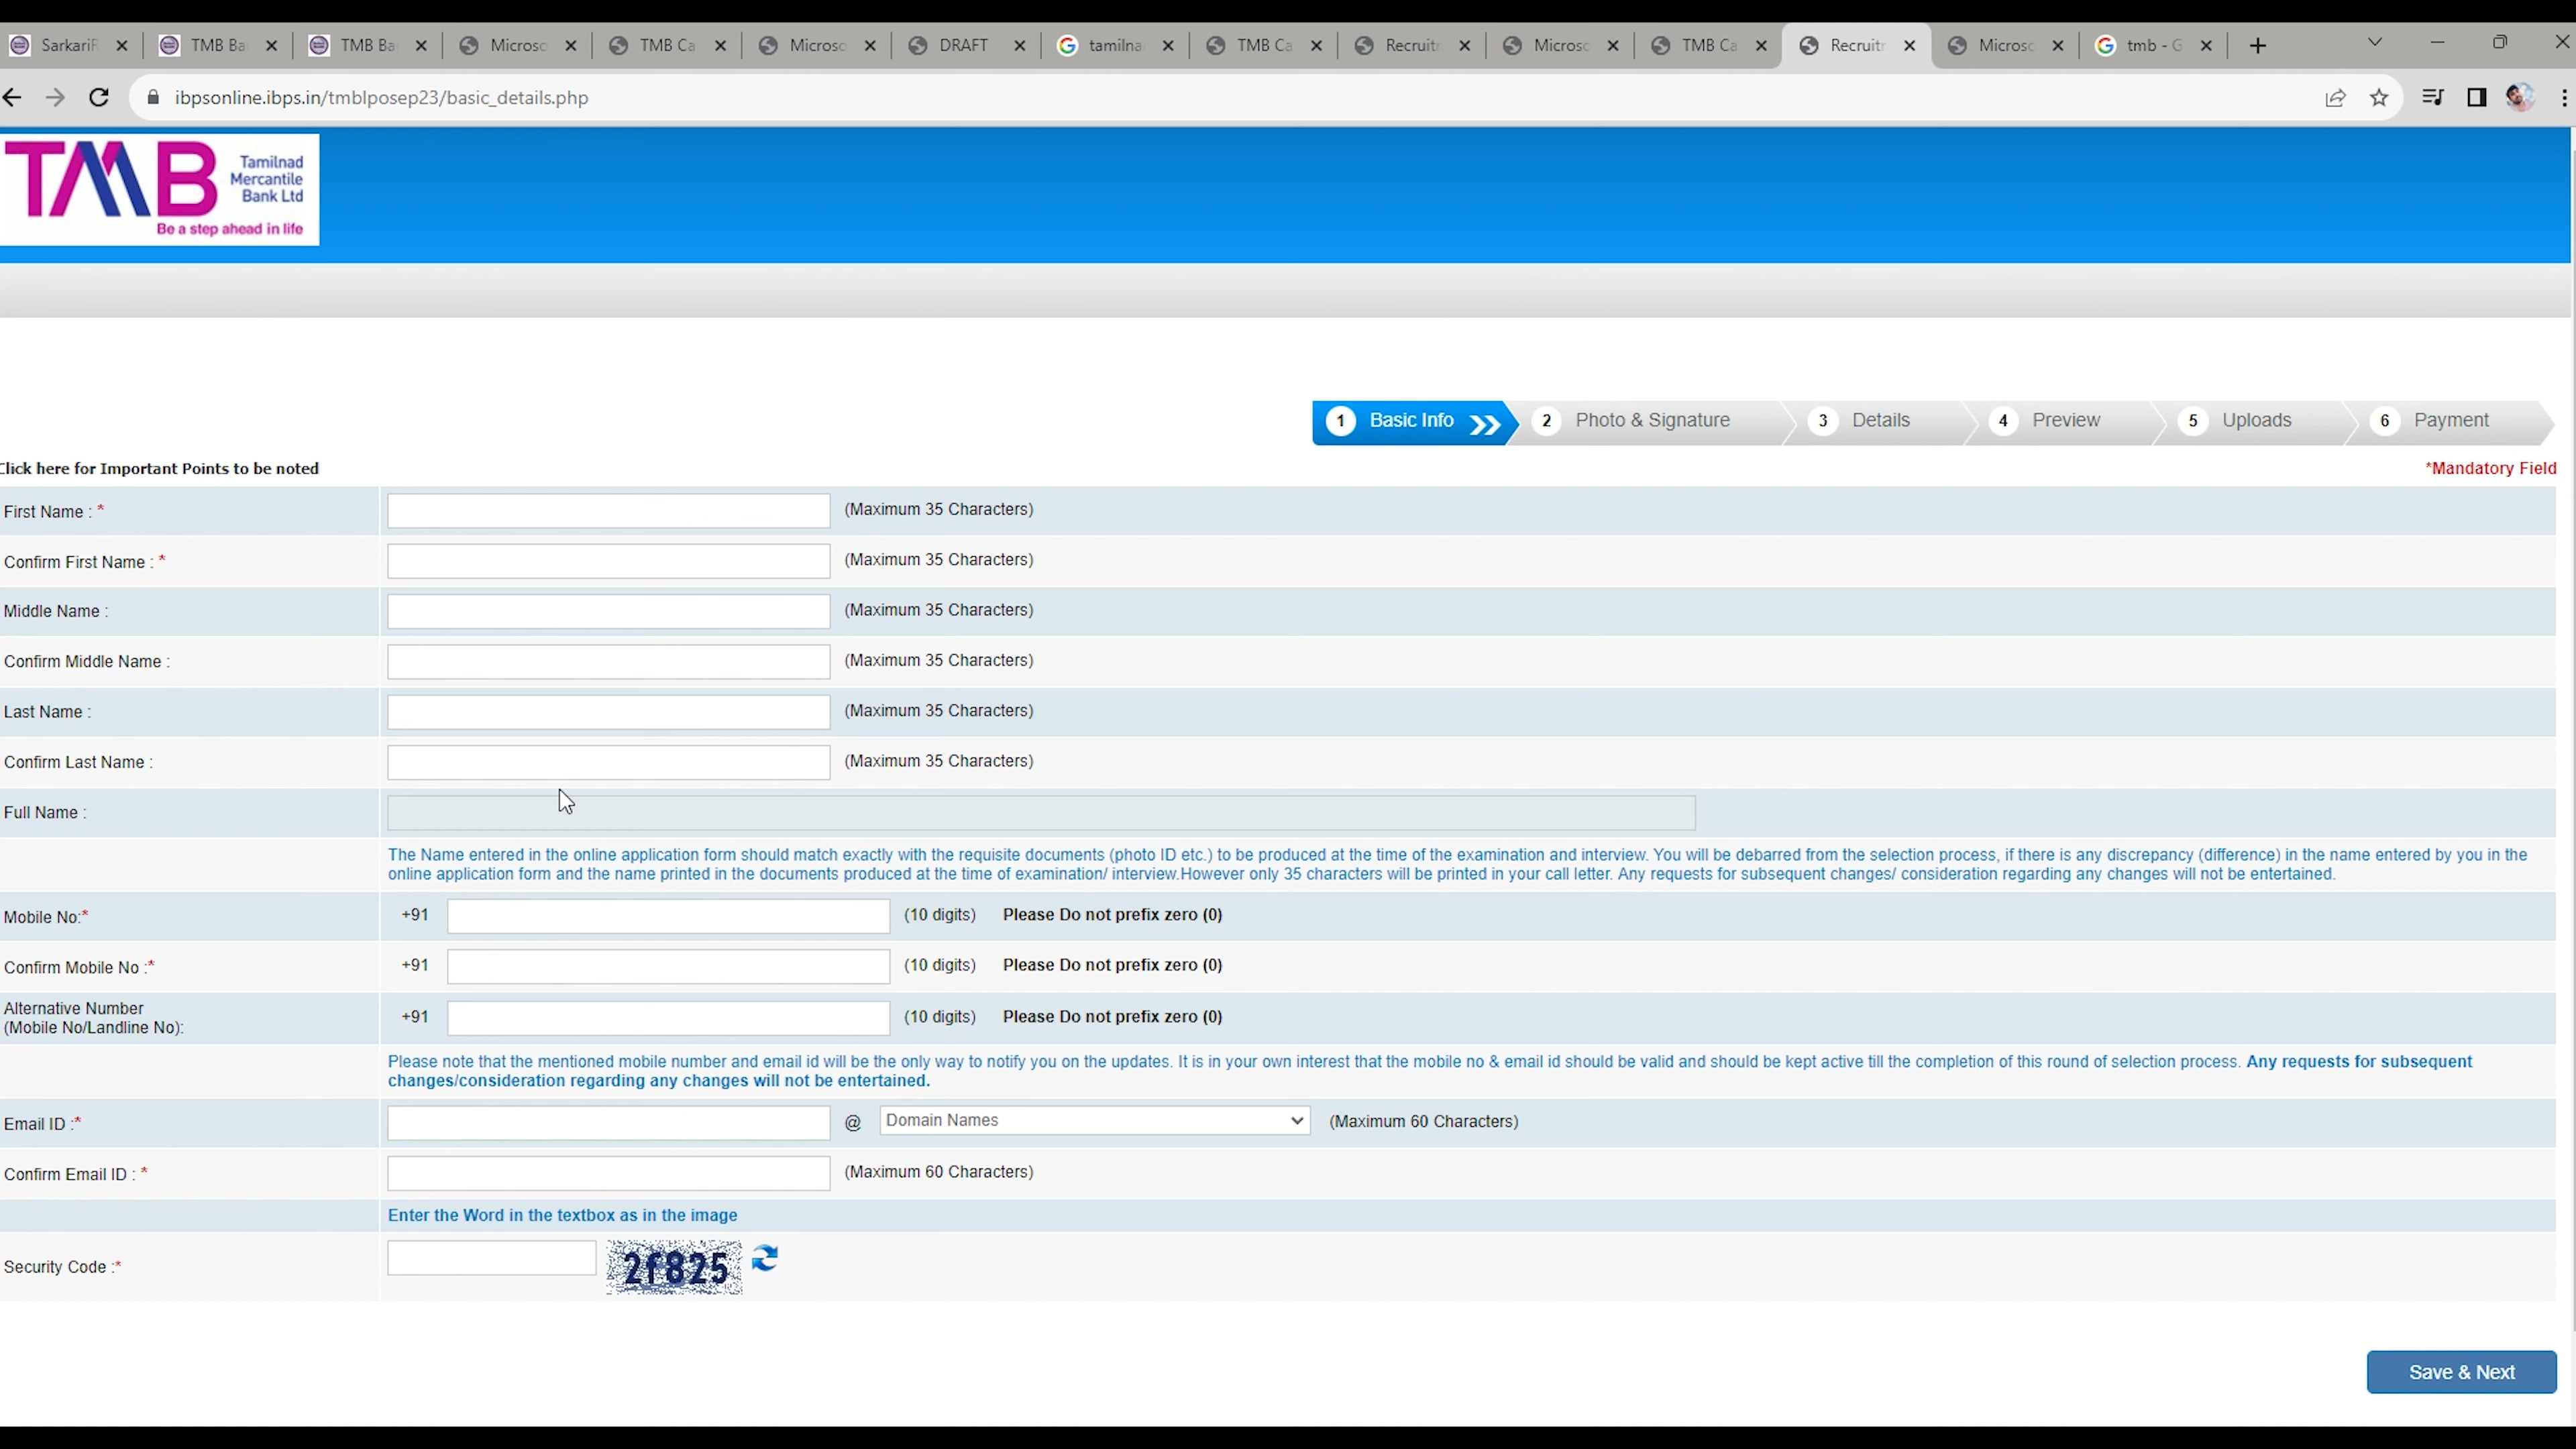 SarkariR
TMB Ba
TMB Ba
Microso
TMB Ca
Microso
DRAFT
tamilna
TMB Ca
Recruitr
Microso
TMB Ca
Recruitr
Microso
tmb - G
ibpsonline.ibps.in/tmblposep23/basic_details.php
TMB
Tamilnad
Mercantile
Bank Ltd
Be a step ahead in life
1 Basic Info
2 Photo & Signature
3 Details
4 Preview
5 Uploads
6 Payment
Click here for Important Points to be noted
*Mandatory Field
First Name : * (Maximum 35 Characters)
Confirm First Name : * (Maximum 35 Characters)
Middle Name : (Maximum 35 Characters)
Confirm Middle Name : (Maximum 35 Characters)
Last Name : (Maximum 35 Characters)
Confirm Last Name : (Maximum 35 Characters)
Full Name :
The Name entered in the online application form should match exactly with the requisite documents (photo ID etc.) to be produced at the time of the examination and interview. You will be debarred from the selection process, if there is any discrepancy (difference) in the name entered by you in the
online application form and the name printed in the documents produced at the time of examination/ interview.However only 35 characters will be printed in your call letter. Any requests for subsequent changes/ consideration regarding any changes will not be entertained.
Mobile No:* +91 (10 digits) Please Do not prefix zero (0)
Confirm Mobile No :* +91 (10 digits) Please Do not prefix zero (0)
Alternative Number
(Mobile No/Landline No): +91 (10 digits) Please Do not prefix zero (0)
Please note that the mentioned mobile number and email id will be the only way to notify you on the updates. It is in your own interest that the mobile no & email id should be valid and should be kept active till the completion of this round of selection process. Any requests for subsequent
changes/consideration regarding any changes will not be entertained.
Email ID :* @ Domain Names (Maximum 60 Characters)
Confirm Email ID : * (Maximum 60 Characters)
Enter the Word in the textbox as in the image
Security Code :* 2f825
Save & Next